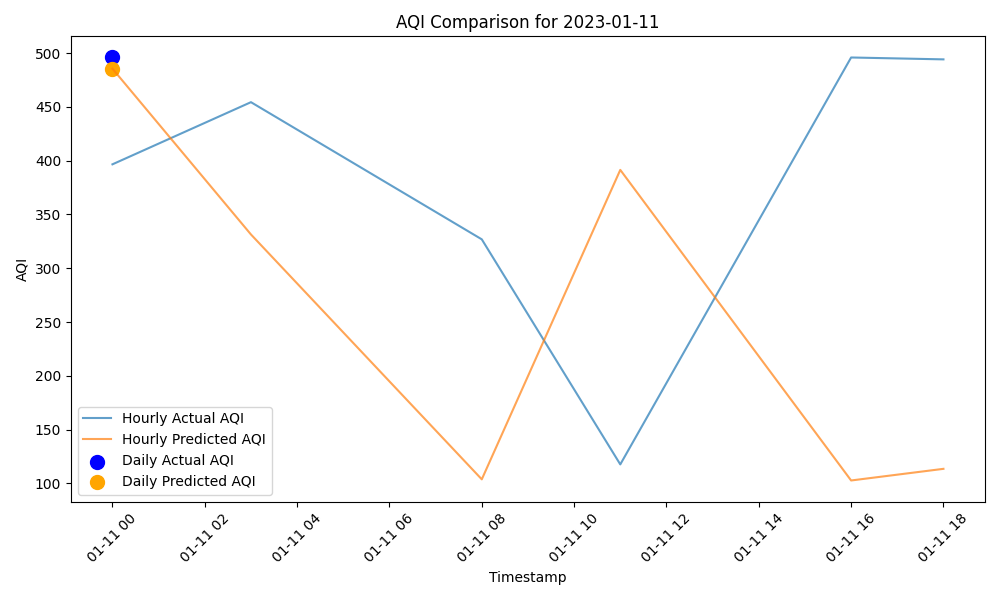 AQI Comparison for 2023-01-11
AQI
500
450
400
350
300
250
200
150
100
Hourly Actual AQI
Hourly Predicted AQI
Daily Actual AQI
Daily Predicted AQI
01-11 00
01-11 02
01-11 04
01-11 06
01-11 08
01-11 10
01-11 12
01-11 14
01-11 16
01-11 18
Timestamp